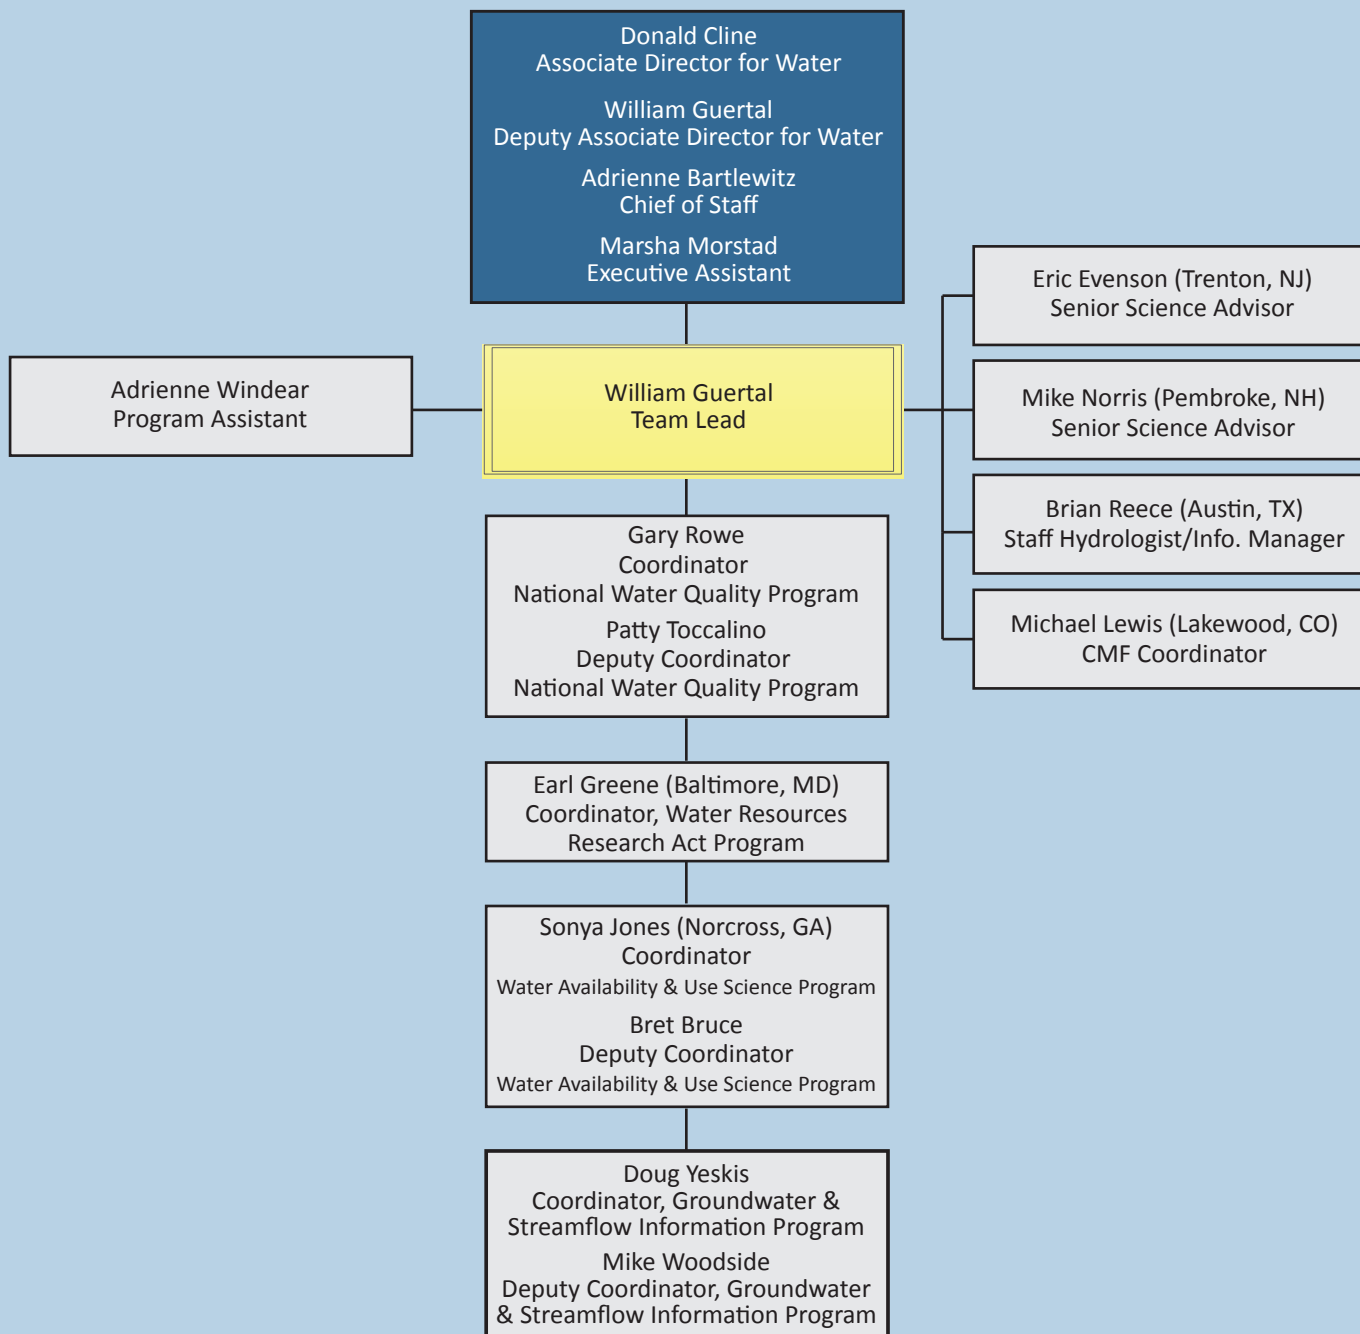 Donald Cline
Associate Director for Water
William Guertal
Deputy Associate Director for Water
Adrienne Bartlewitz
Chief of Staff
Marsha Morstad
Executive Assistant
Eric Evenson (Trenton, NJ)
Senior Science Advisor
Adrienne Windear
Program Assistant
William Guertal
Team Lead
Mike Norris (Pembroke, NH)
Senior Science Advisor
Brian Reece (Austin, TX)
Staff Hydrologist/Info. Manager
Michael Lewis (Lakewood, CO)
CMF Coordinator
Gary Rowe
Coordinator
National Water Quality Program
Patty Toccalino
Deputy Coordinator
National Water Quality Program
Earl Greene (Baltimore, MD)
Coordinator, Water Resources
Research Act Program
Sonya Jones (Norcross, GA)
Coordinator
Water Availability & Use Science Program
Bret Bruce
Deputy Coordinator
Water Availability & Use Science Program
Doug Yeskis
Coordinator, Groundwater &
Streamflow Information Program
Mike Woodside
Deputy Coordinator, Groundwater
& Streamflow Information Program